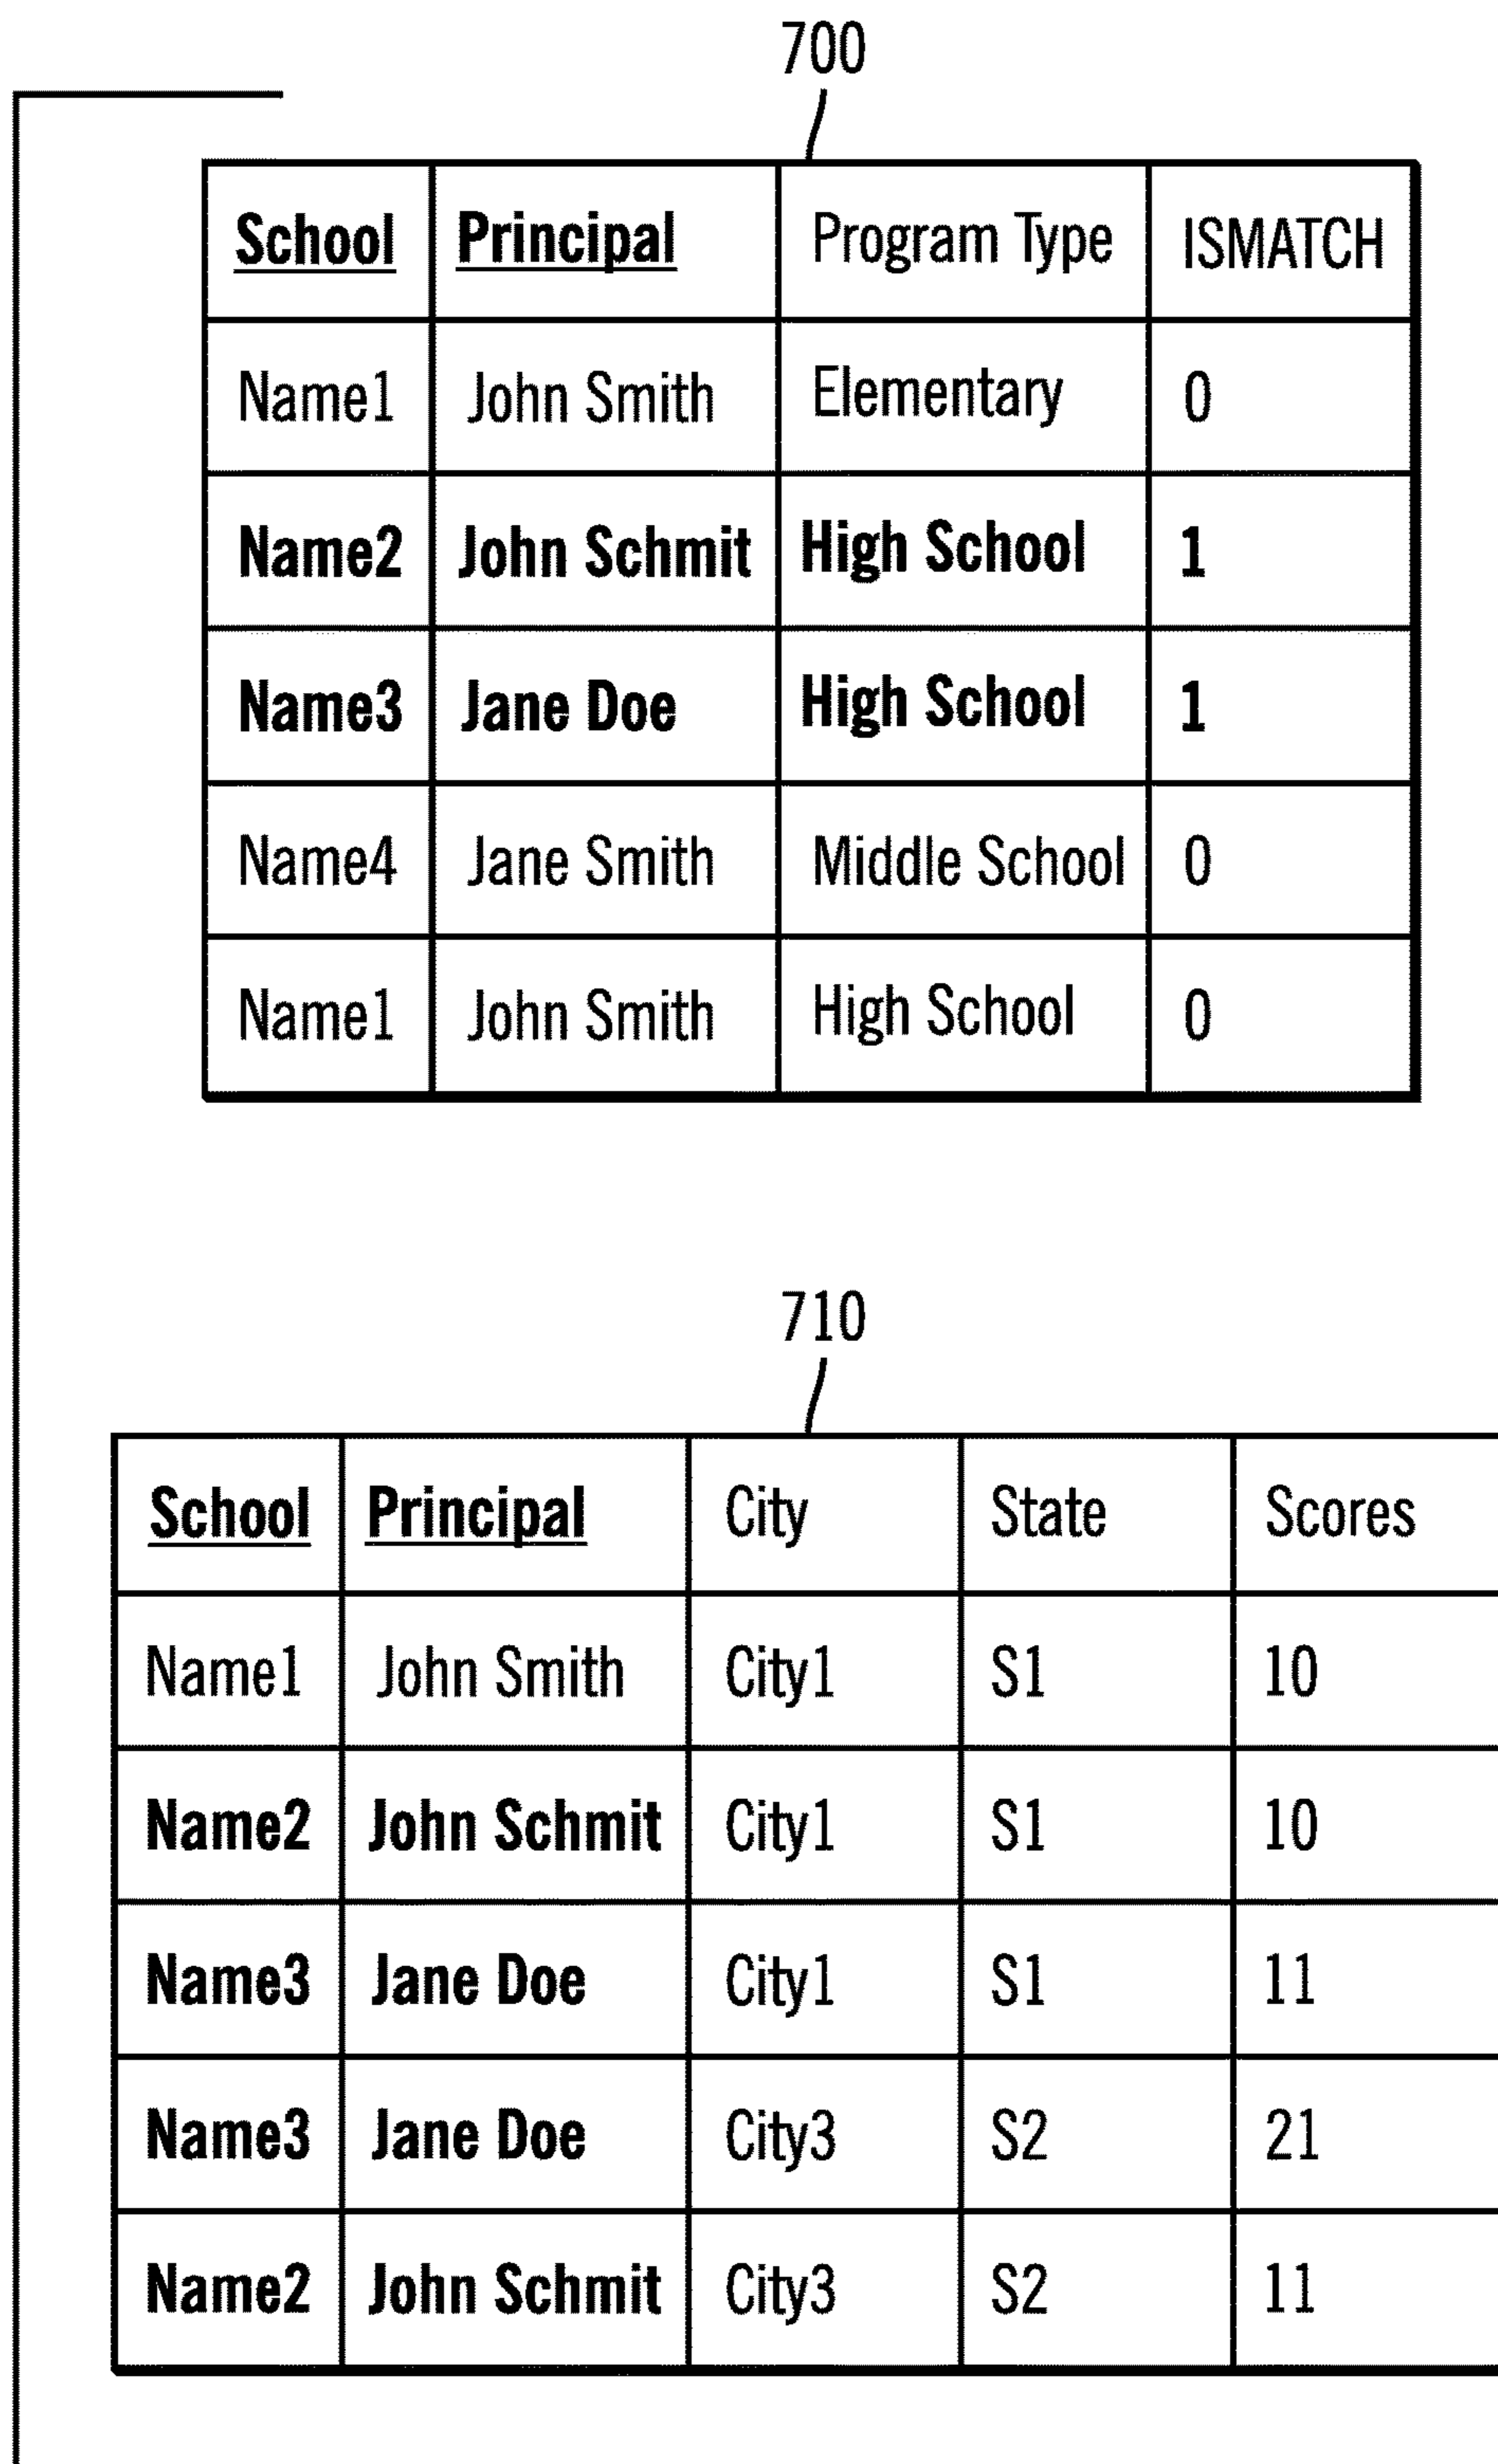 700
School Principal Program Type ISMATCH
Name1 John Smith Elementary 0
Name2 John Schmit High School 1
Name3 Jane Doe High School 1
Name4 Jane Smith Middle School 0
Name1 John Smith High School 0
710
School Principal City State Scores
Name1 John Smith City1 S1 10
Name2 John Schmit City1 S1 10
Name3 Jane Doe City1 S1 11
Name3 Jane Doe City3 S2 21
Name2 John Schmit City3 S2 11